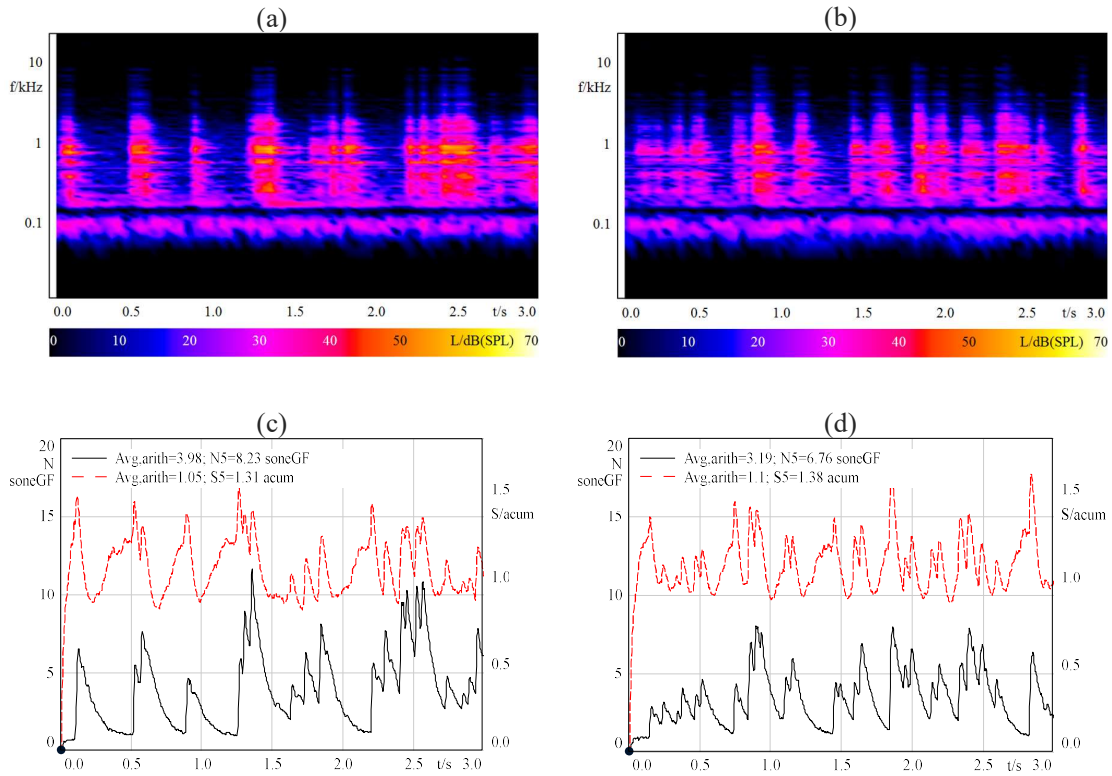 (a)
10
f/kHz
1
0.1
0.0 0.5 1.0 1.5 2.0 2.5 t/s 3.0
0 10 20 30 40 50 L/dB(SPL) 70
(b)
10
f/kHz
1
0.1
0.0 0.5 1.0 1.5 2.0 2.5 t/s 3.0
0 10 20 30 40 50 L/dB(SPL) 70
(c)
20
N
soneGF
15
10
5
0
Avg,arith=3.98; N5=8.23 soneGF
Avg,arith=1.05; S5=1.31 acum
1.5
S/acum
1.0
0.5
0.0
0.0 0.5 1.0 1.5 2.0 t/s 3.0
(d)
20
N
soneGF
15
10
5
0
Avg,arith=3.19; N5=6.76 soneGF
Avg,arith=1.1; S5=1.38 acum
1.5
S/acum
1.0
0.5
0.0
0.0 0.5 1.0 1.5 2.0 2.5 t/s 3.0